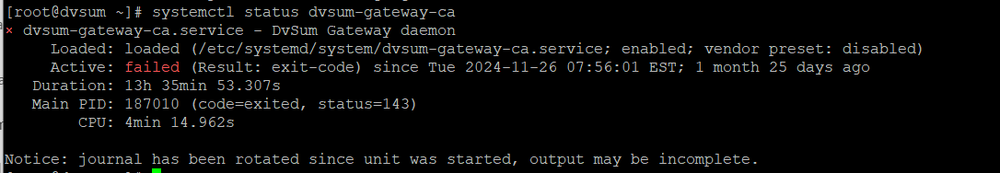 [root@dvsum ~]# systemctl status dvsum-gateway-ca
× dvsum-gateway-ca.service - DvSum Gateway daemon
Loaded: loaded (/etc/systemd/system/dvsum-gateway-ca.service; enabled; vendor preset: disabled)
Active: failed (Result: exit-code) since Tue 2024-11-26 07:56:01 EST; 1 month 25 days ago
Duration: 13h 35min 53.307s
Main PID: 187010 (code=exited, status=143)
CPU: 4min 14.962s
Notice: journal has been rotated since unit was started, output may be incomplete.